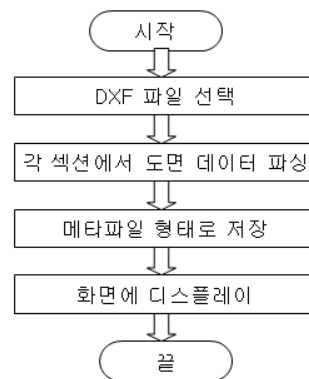 시작
DXF 파일 선택
각 섹션에서 도면 데이터 파싱
메타파일 형태로 저장
화면에 디스플레이
끝